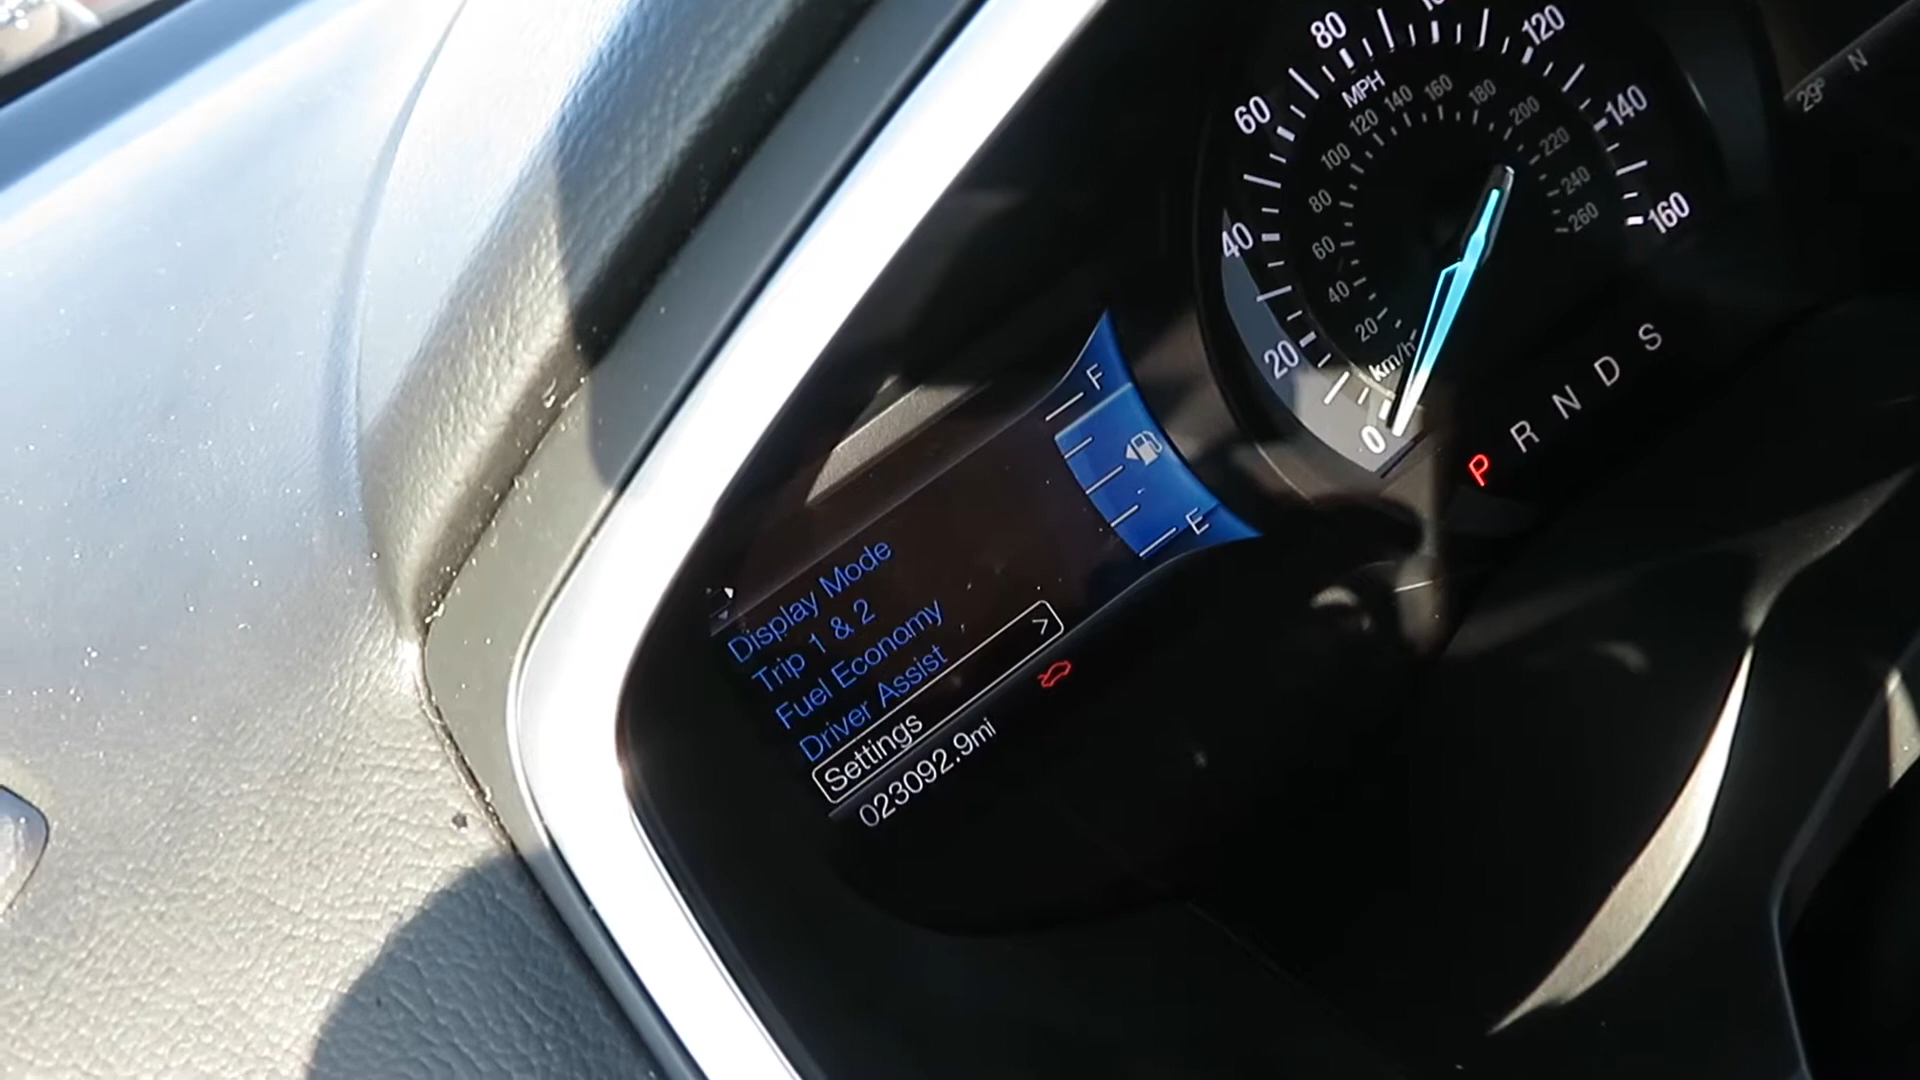 Display Mode
Trip 1 & 2
Fuel Economy
Driver Assist
Settings >
023092.9mi
F
E
0
20
40
60
80
120
140
160
MPH
km/h
20
40
60
80
100
120
140
160
180
200
220
240
260
P R N D S
29° N